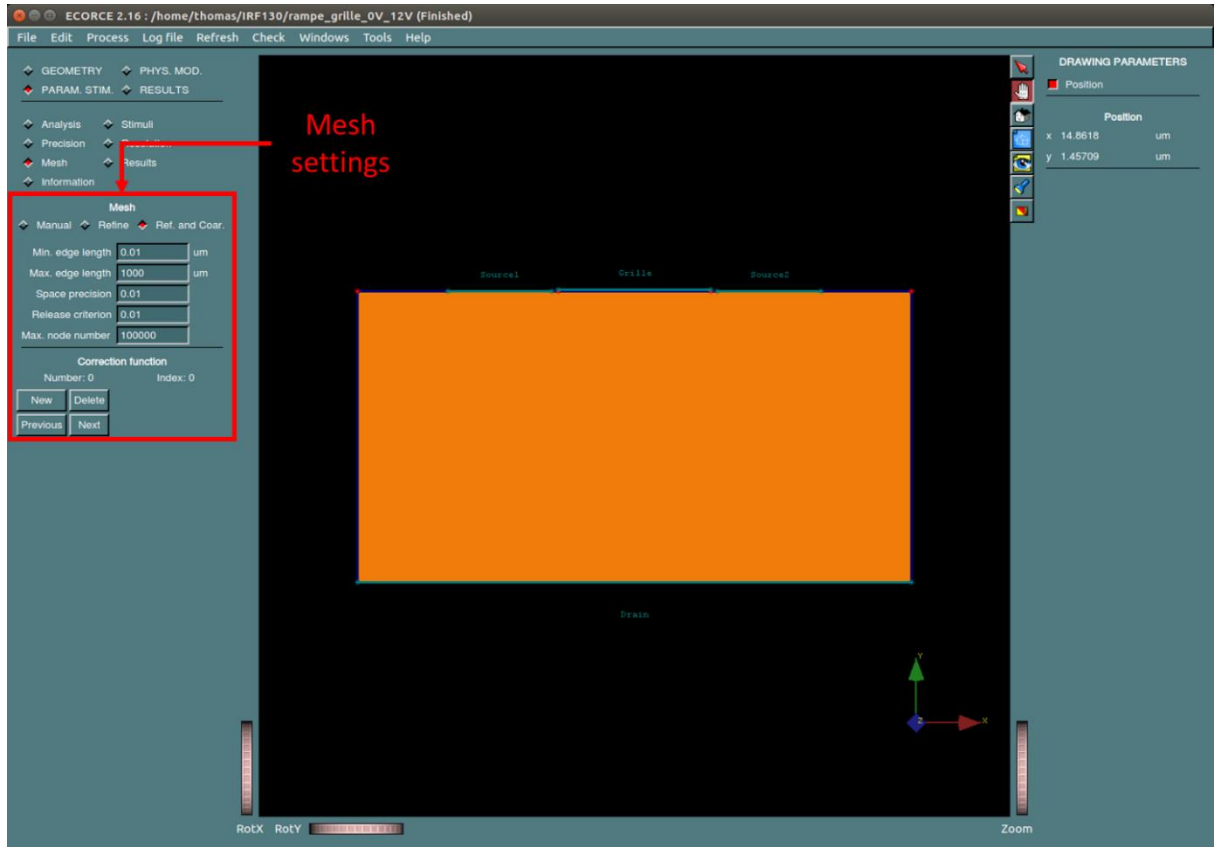 ECORCE 2.16 : /home/thomas/IRF130/rampe_grille_0V_12V (Finished)
File Edit Process Log file Refresh Check Windows Tools Help
GEOMETRY PHYS. MOD.
PARAM. STIM. RESULTS
Analysis Stimuli
Precision Resolution
Mesh Results
Information
Mesh
Manual Refine Ref. and Coar.
Min. edge length 0.01 um
Max. edge length 1000 um
Space precision 0.01
Release criterion 0.01
Max. node number 100000
Correction function
Number: 0 Index: 0
New Delete
Previous Next
Mesh
settings
Source1 Grille Source2
Drain
Y
Z X
RotX RotY Zoom
DRAWING PARAMETERS
Position
Position
x 14.8618 um
y 1.45709 um